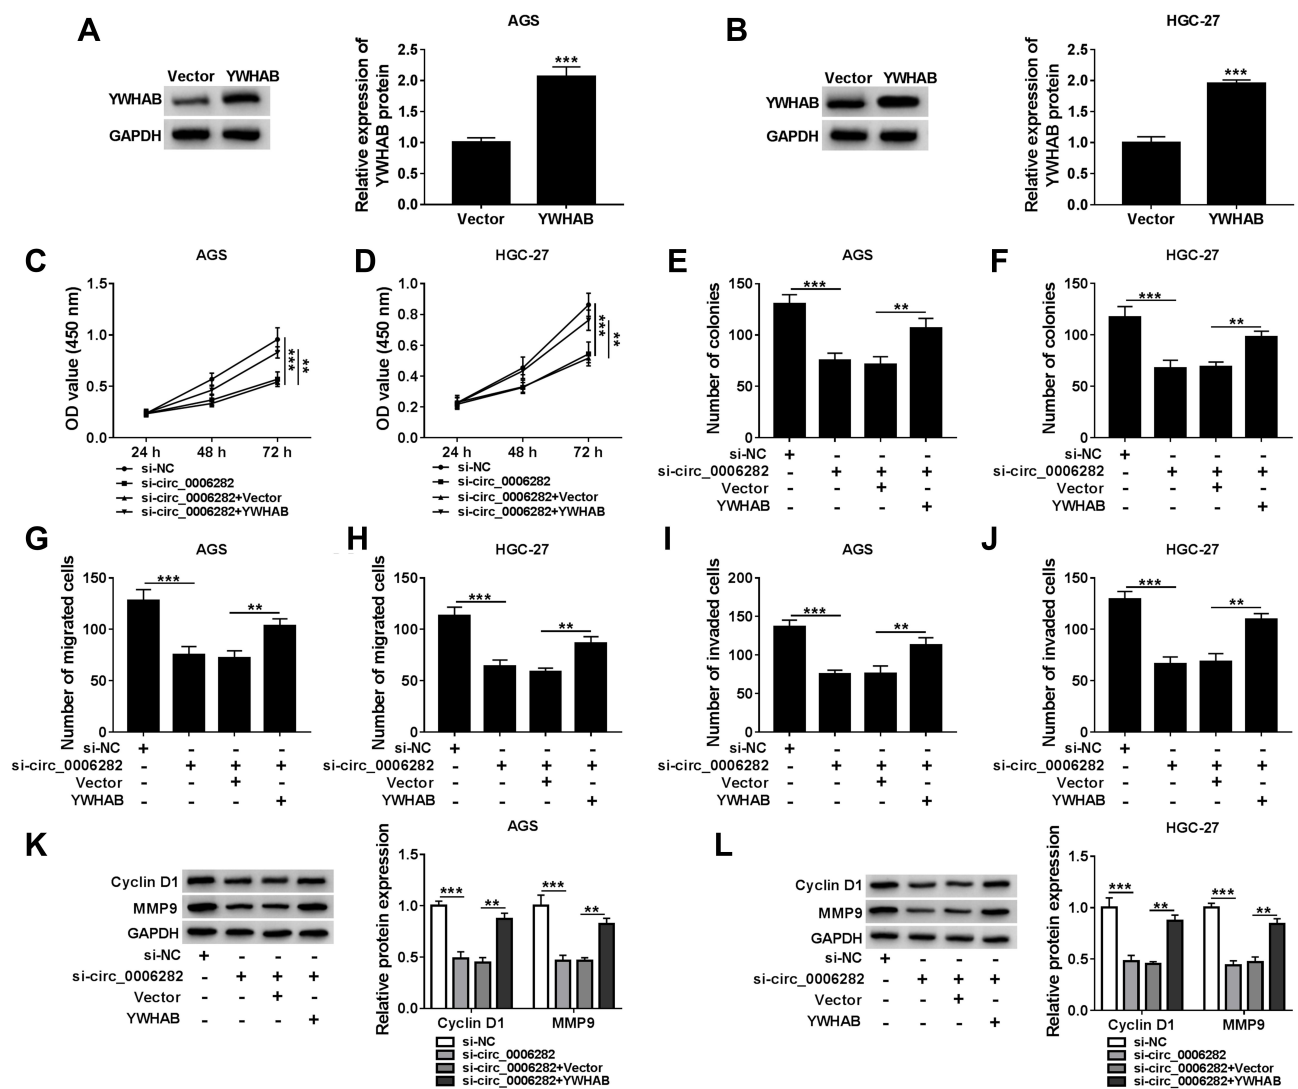 A
AGS
Vector YWHAB
YWHAB
GAPDH
Relative expression of
YWHAB protein
2.5
2.0
1.5
1.0
0.5
0.0
***
Vector YWHAB
B
HGC-27
Vector YWHAB
YWHAB
GAPDH
Relative expression of
YWHAB protein
2.5
2.0
1.5
1.0
0.5
0.0
***
Vector YWHAB
C
AGS
OD value (450 nm)
1.5
1.0
0.5
0.0
***
**
24 h 48 h 72 h
si-NC
si-circ_0006282
si-circ_0006282+Vector
si-circ_0006282+YWHAB
D
HGC-27
OD value (450 nm)
1.0
0.8
0.6
0.4
0.2
0.0
***
**
24 h 48 h 72 h
si-NC
si-circ_0006282
si-circ_0006282+Vector
si-circ_0006282+YWHAB
E
AGS
Number of colonies
150
100
50
0
***
**
si-NC + - - -
si-circ_0006282 - + + +
Vector - - + -
YWHAB - - - +
F
HGC-27
Number of colonies
150
100
50
0
***
**
si-NC + - - -
si-circ_0006282 - + + +
Vector - - + -
YWHAB - - - +
G
AGS
Number of migrated cells
150
100
50
0
***
**
si-NC + - - -
si-circ_0006282 - + + +
Vector - - + -
YWHAB - - - +
H
HGC-27
Number of migrated cells
150
100
50
0
***
**
si-NC + - - -
si-circ_0006282 - + + +
Vector - - + -
YWHAB - - - +
I
AGS
Number of invaded cells
200
150
100
50
0
***
**
si-NC + - - -
si-circ_0006282 - + + +
Vector - - + -
YWHAB - - - +
J
HGC-27
Number of invaded cells
150
100
50
0
***
**
si-NC + - - -
si-circ_0006282 - + + +
Vector - - + -
YWHAB - - - +
K
Cyclin D1
MMP9
GAPDH
si-NC + - - -
si-circ_0006282 - + + +
Vector - - + -
YWHAB - - - +
AGS
Relative protein expression
1.5
1.0
0.5
0.0
*** ** *** **
Cyclin D1 MMP9
si-NC
si-circ_0006282
si-circ_0006282+Vector
si-circ_0006282+YWHAB
L
Cyclin D1
MMP9
GAPDH
si-NC + - - -
si-circ_0006282 - + + +
Vector - - + -
YWHAB - - - +
HGC-27
Relative protein expression
1.5
1.0
0.5
0.0
*** ** *** **
Cyclin D1 MMP9
si-NC
si-circ_0006282
si-circ_0006282+Vector
si-circ_0006282+YWHAB